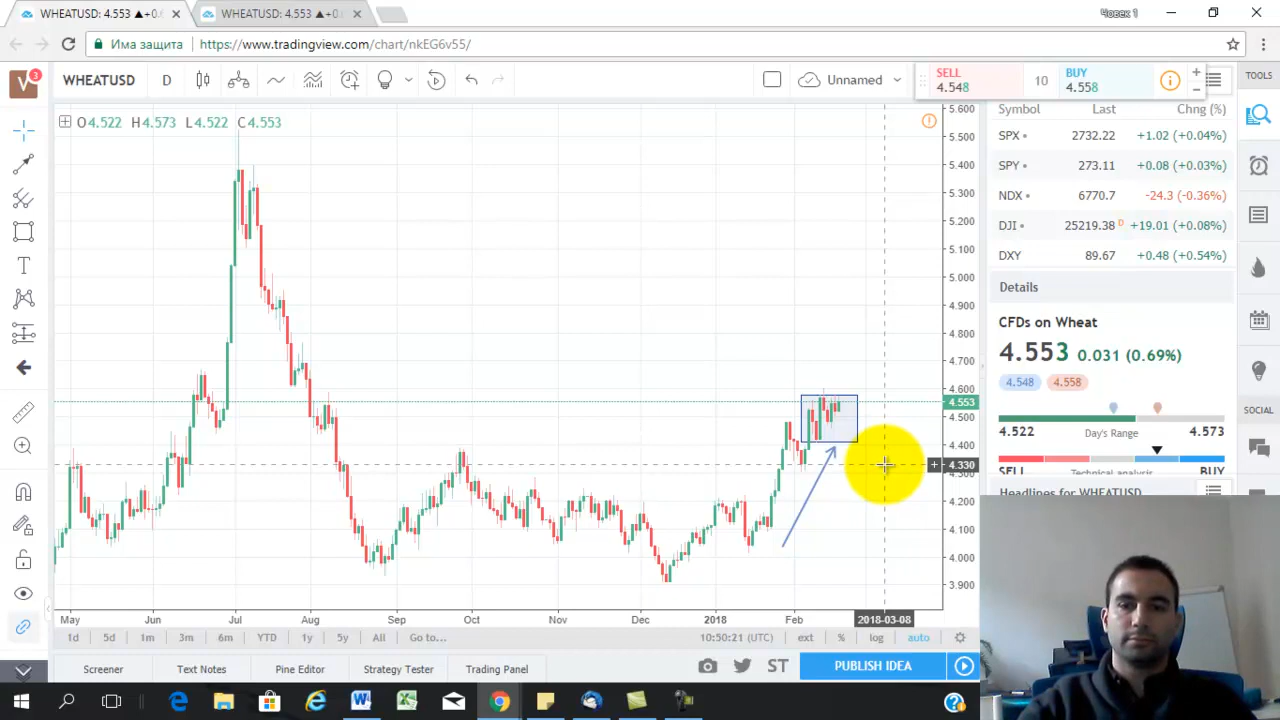 WHEATUSD: 4.553 ▲+0.6
WHEATUSD: 4.553 ▲+0.
Човек 1
Има защита
https://www.tradingview.com/chart/nkEG6v55/
V
3
WHEATUSD
D
Unnamed
SELL
4.548
10
BUY
4.558
TOOLS
O4.522 H4.573 L4.522 C4.553
Symbol Last Chng (%)
SPX 2732.22 +1.02 (+0.04%)
SPY 273.11 +0.08 (+0.03%)
NDX 6770.7 -24.3 (-0.36%)
DJI 25219.38 D +19.01 (+0.08%)
DXY 89.67 +0.48 (+0.54%)
Details
CFDs on Wheat
4.553 0.031 (0.69%)
4.548 4.558
4.522 Day's Range 4.573
SELL Technical analysis BUY
Headlines for WHEATUSD
SOCIAL
5.600
5.500
5.400
5.300
5.200
5.100
5.000
4.900
4.800
4.700
4.600
4.553
4.500
4.400
4.330
4.300
4.200
4.100
4.000
3.900
May Jun Jul Aug Sep Oct Nov Dec 2018 Feb 2018-03-08
1d 5d 1m 3m 6m YTD 1y 5y All Go to... 10:50:21 (UTC) ext % log auto
Screener Text Notes Pine Editor Strategy Tester Trading Panel ST PUBLISH IDEA